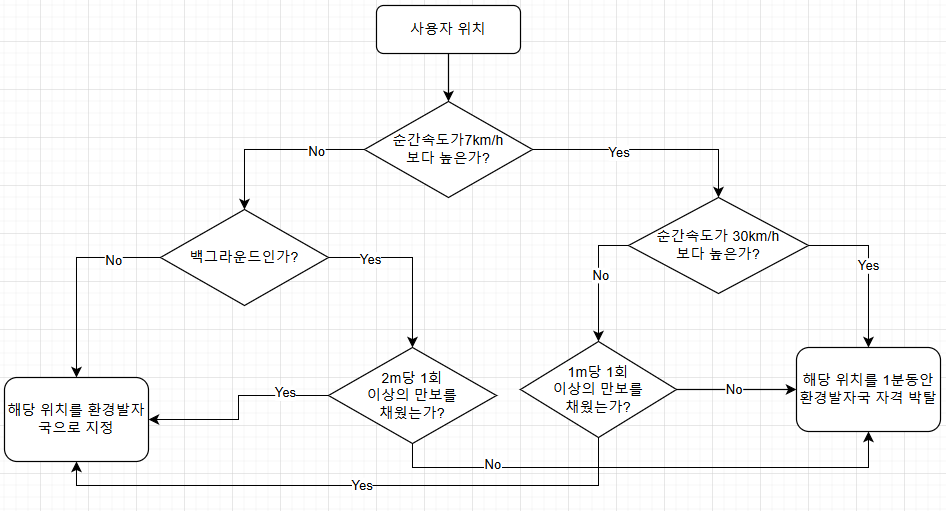 사용자 위치
순간속도가7km/h
보다 높은가?
No
Yes
순간속도가 30km/h
보다 높은가?
백그라운드인가?
No
Yes
No
Yes
2m당 1회
이상의 만보를
채웠는가?
1m당 1회
이상의 만보를
채웠는가?
해당 위치를 1분동안
환경발자국 자격 박탈
Yes
No
해당 위치를 환경발자
국으로 지정
No
Yes